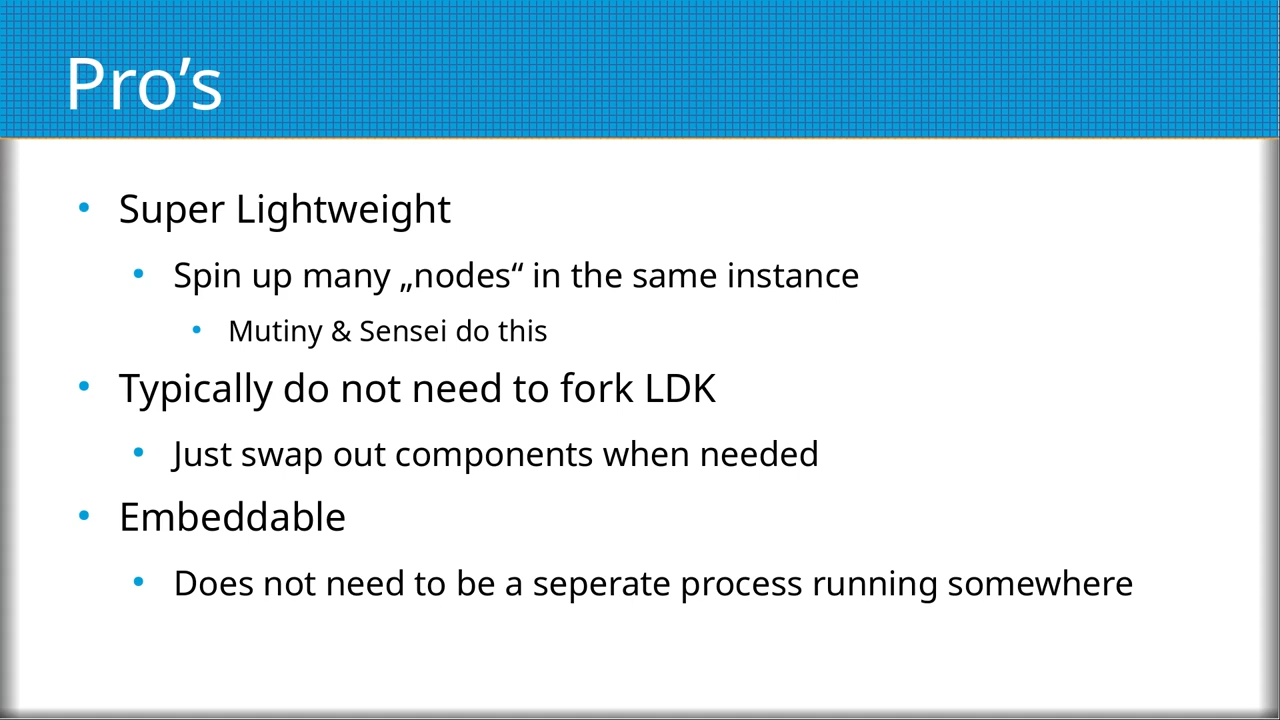 Pro’s
Super Lightweight
Spin up many „nodes“ in the same instance
Mutiny & Sensei do this
Typically do not need to fork LDK
Just swap out components when needed
Embeddable
Does not need to be a seperate process running somewhere